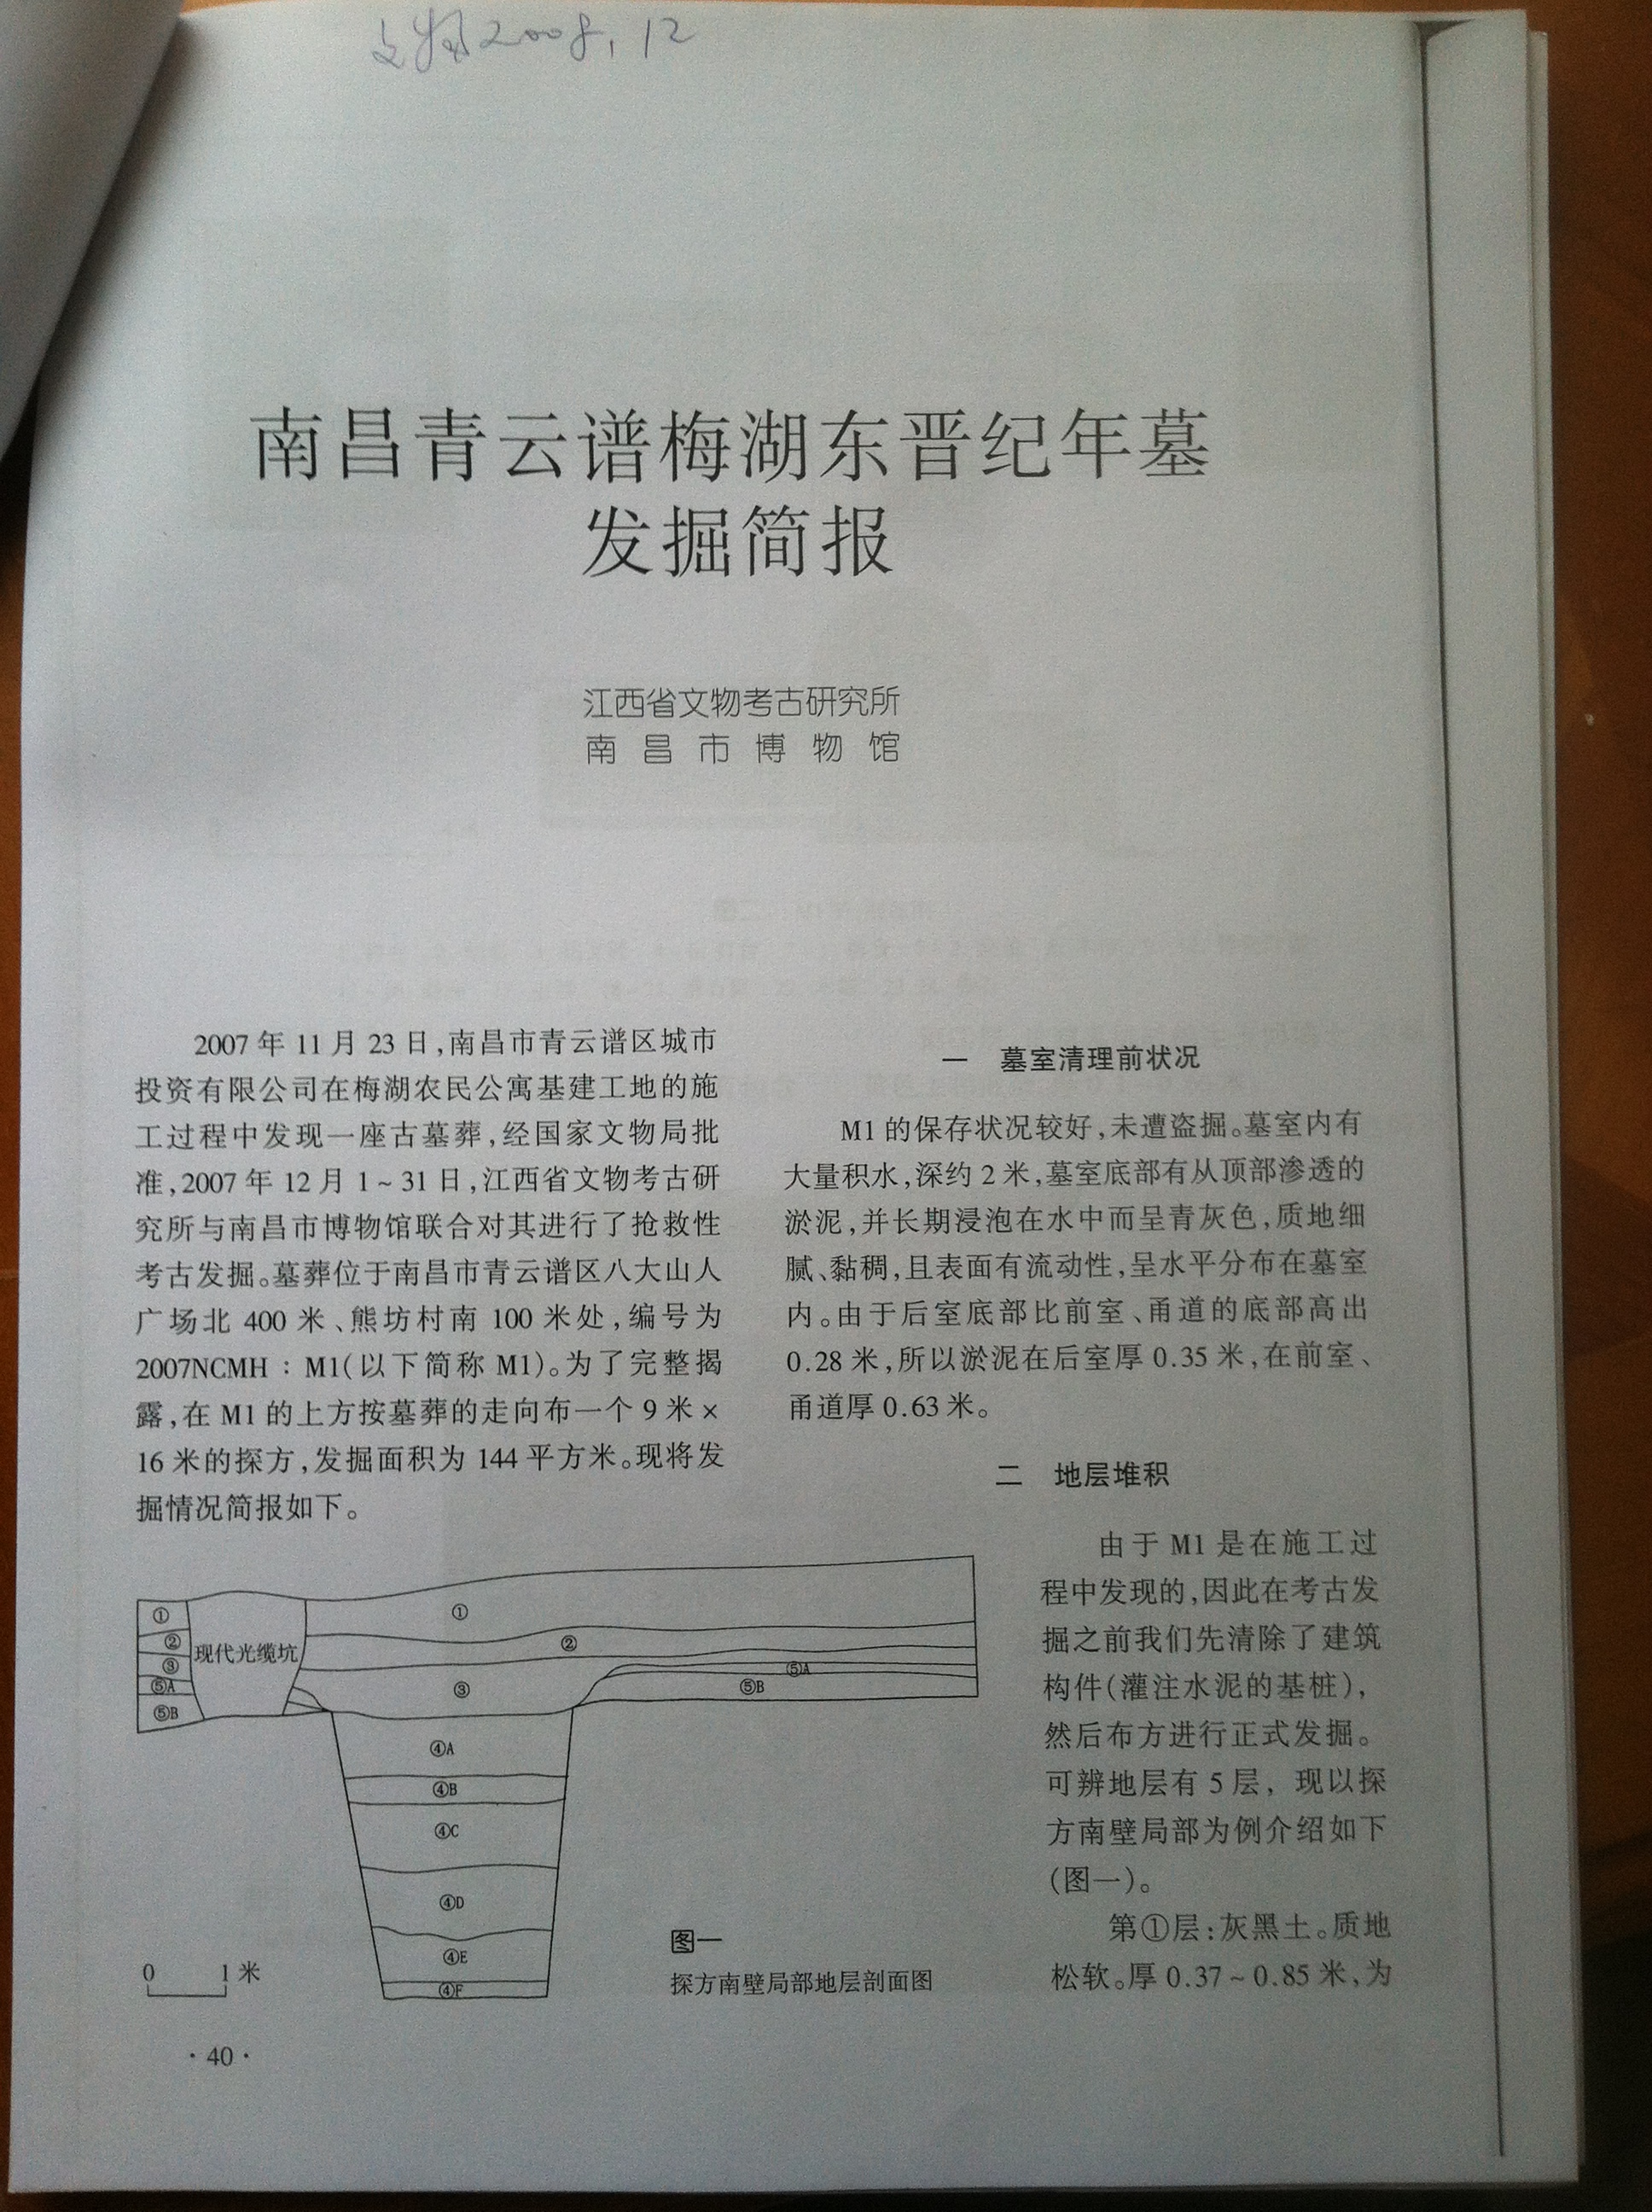 文物2008,12
南昌青云谱梅湖东晋纪年墓
发掘简报
江西省文物考古研究所
南昌市博物馆
2007年11月23日,南昌市青云谱区城市
投资有限公司在梅湖农民公寓基建工地的施
工过程中发现一座古墓葬,经国家文物局批
准,2007年12月1~31日,江西省文物考古研
究所与南昌市博物馆联合对其进行了抢救性
考古发掘。墓葬位于南昌市青云谱区八大山人
广场北400米、熊坊村南100米处,编号为
2007NCMH:M1(以下简称M1)。为了完整揭
露,在M1的上方按墓葬的走向布一个9米×
16米的探方,发掘面积为144平方米。现将发
掘情况简报如下。
一 墓室清理前状况
M1的保存状况较好,未遭盗掘。墓室内有
大量积水,深约2米,墓室底部有从顶部渗透的
淤泥,并长期浸泡在水中而呈青灰色,质地细
腻、黏稠,且表面有流动性,呈水平分布在墓室
内。由于后室底部比前室、甬道的底部高出
0.28米,所以淤泥在后室厚0.35米,在前室、
甬道厚0.63米。
二 地层堆积
由于M1是在施工过
程中发现的,因此在考古发
掘之前我们先清除了建筑
构件(灌注水泥的基桩),
然后布方进行正式发掘。
可辨地层有5层,现以探
方南壁局部为例介绍如下
(图一)。
第①层:灰黑土。质地
松软。厚0.37~0.85米,为
①
②
③
⑤A
⑤B
现代光缆坑
①
②
③
⑤A
⑤B
④A
④B
④C
④D
④E
④F
0 1米
图一
探方南壁局部地层剖面图
·40·